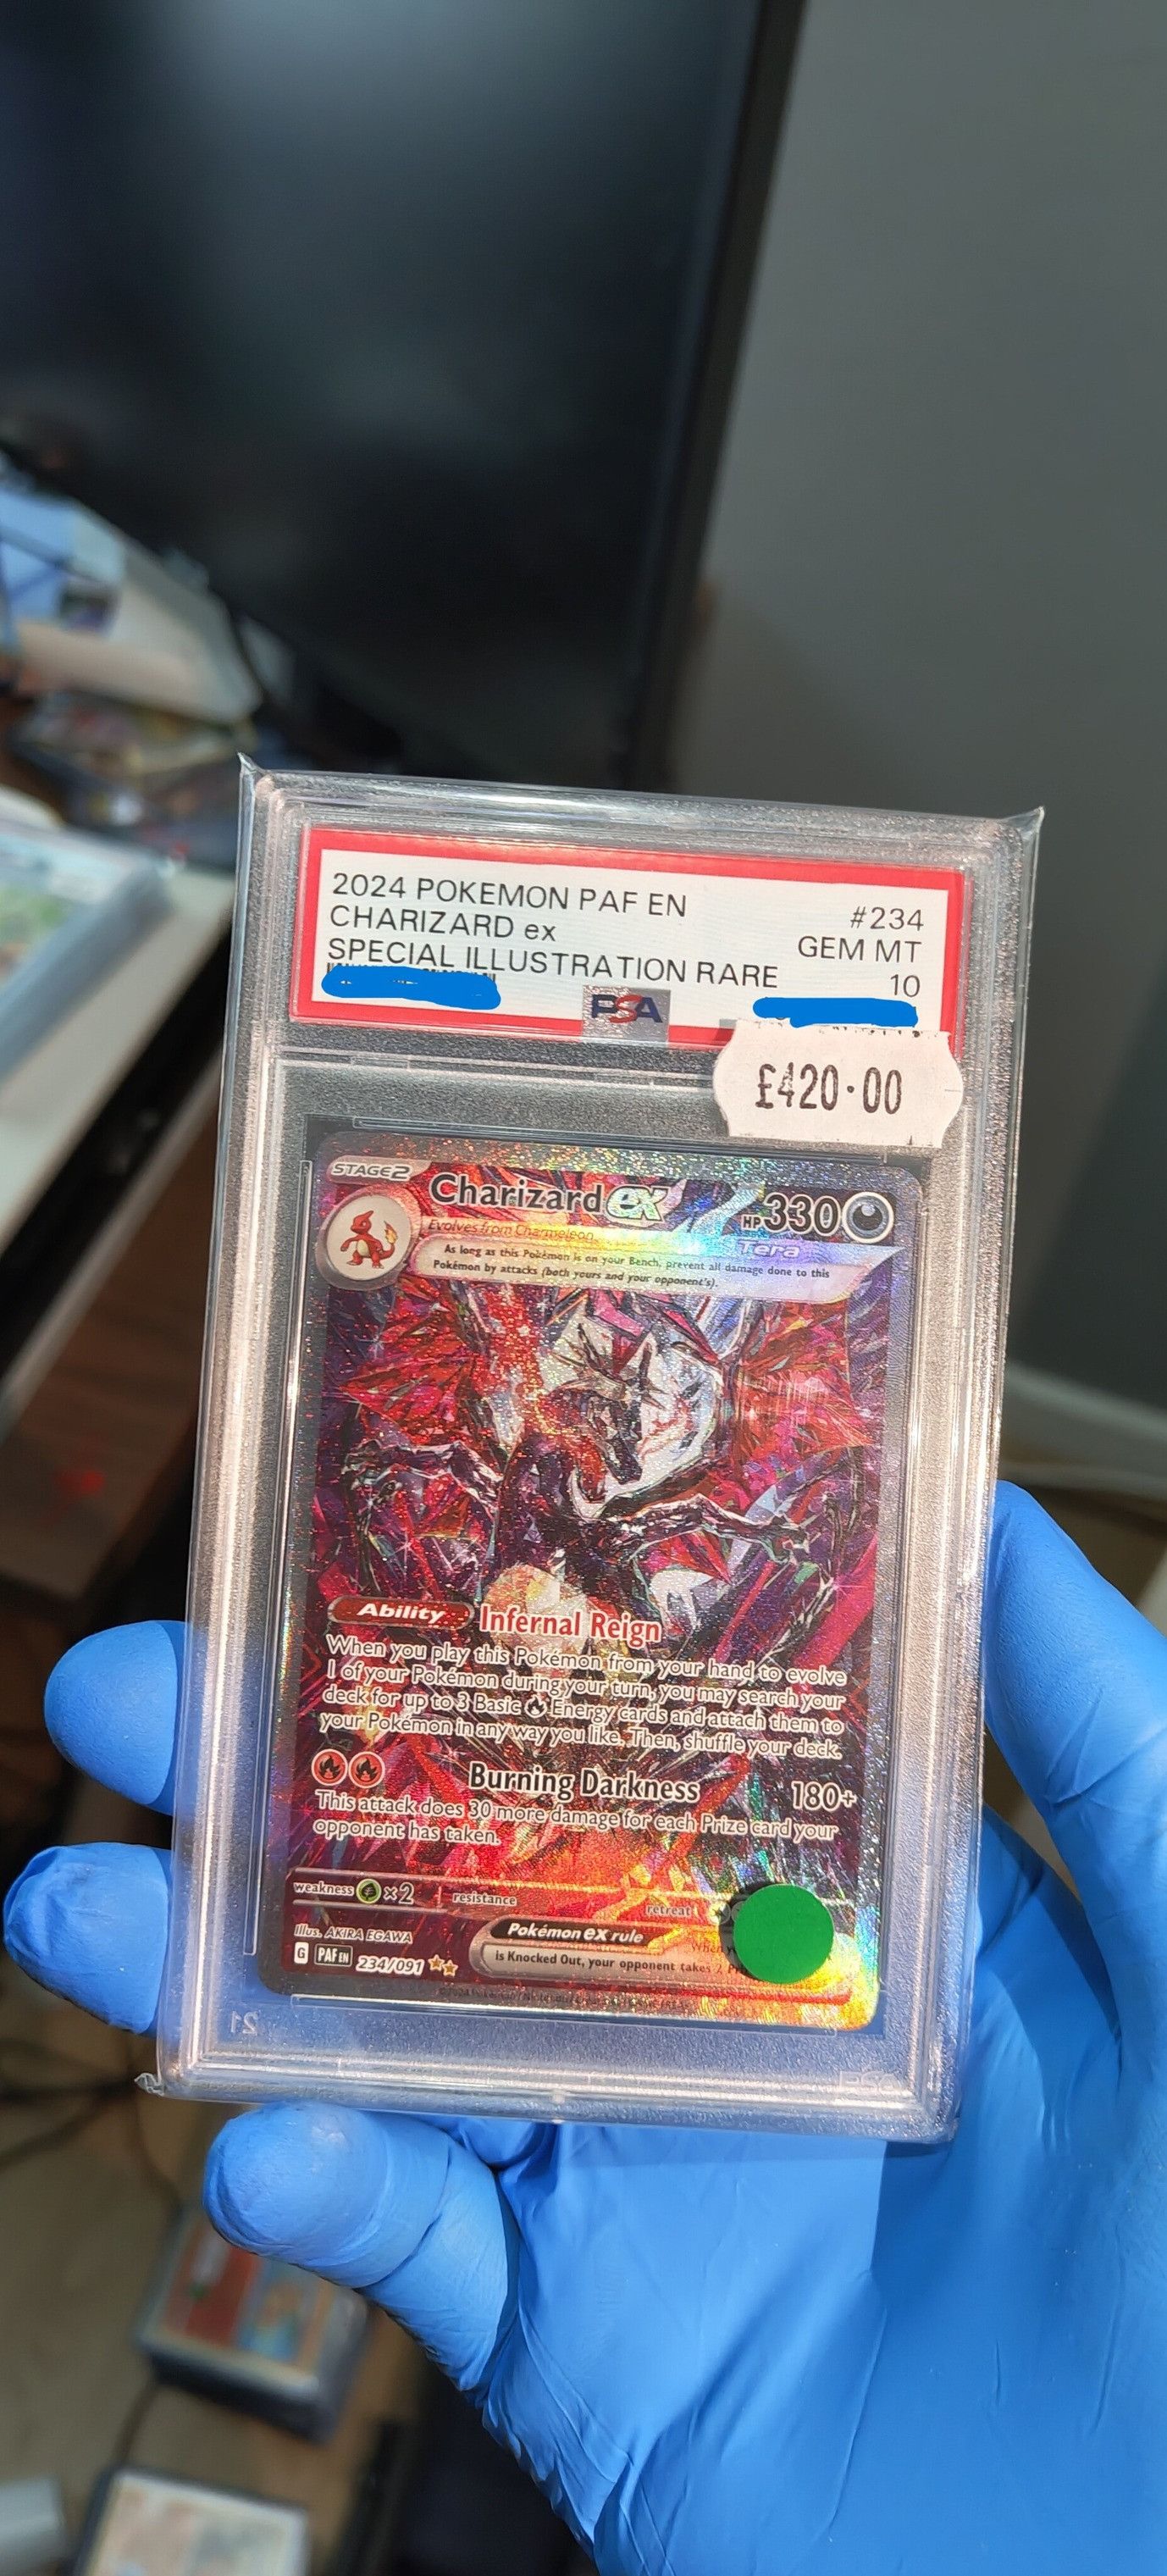 2024 POKEMON PAF EN
#234
CHARIZARD ex
GEM MT
SPECIAL ILLUSTRATION RARE
10
PSA
£420.00
STAGE2
Charizard ex
HP 330
Evolves from Charmeleon
Tera
As long as this Pokémon is on your Bench, prevent all damage done to this
Pokémon by attacks (both yours and your opponent's).
Ability
Infernal Reign
When you play this Pokémon from your hand to evolve
1 of your Pokémon during your turn, you may search your
deck for up to 3 Basic Energy cards and attach them to
your Pokémon in any way you like. Then, shuffle your deck.
Burning Darkness
180+
This attack does 30 more damage for each Prize card your
opponent has taken.
weakness ×2
resistance
retreat
Illus. AKIRA EGAWA
Pokémon ex rule
When
G PAF EN 234/091
is Knocked Out, your opponent takes 2